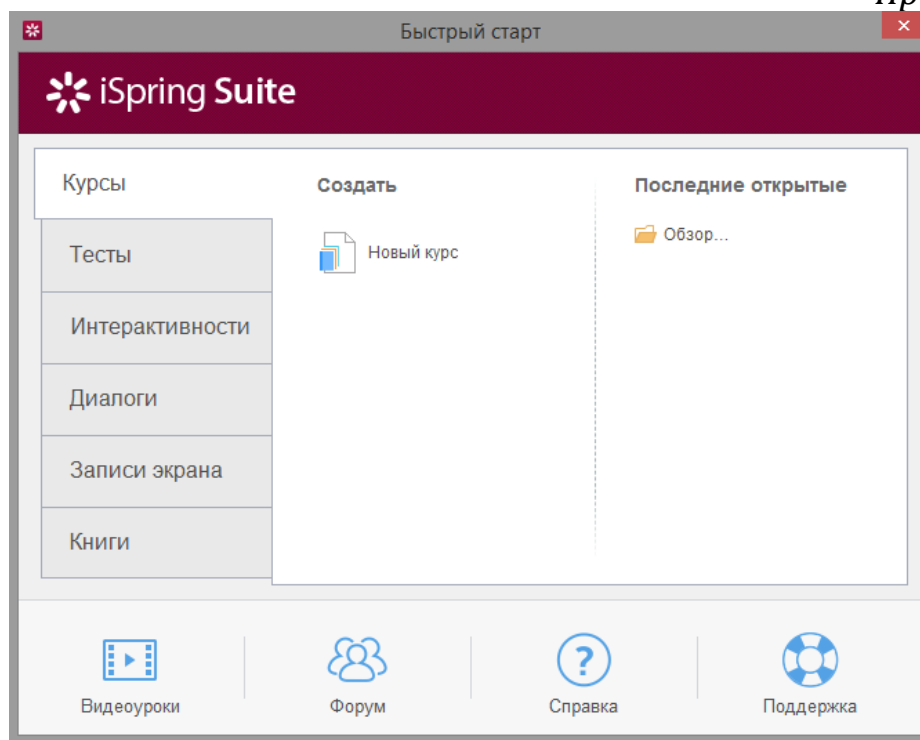 Быстрый старт
iSpring Suite
Курсы
Тесты
Интерактивности
Диалоги
Записи экрана
Книги
Создать
Новый курс
Последние открытые
Обзор...
Видеоуроки
Форум
Справка
Поддержка